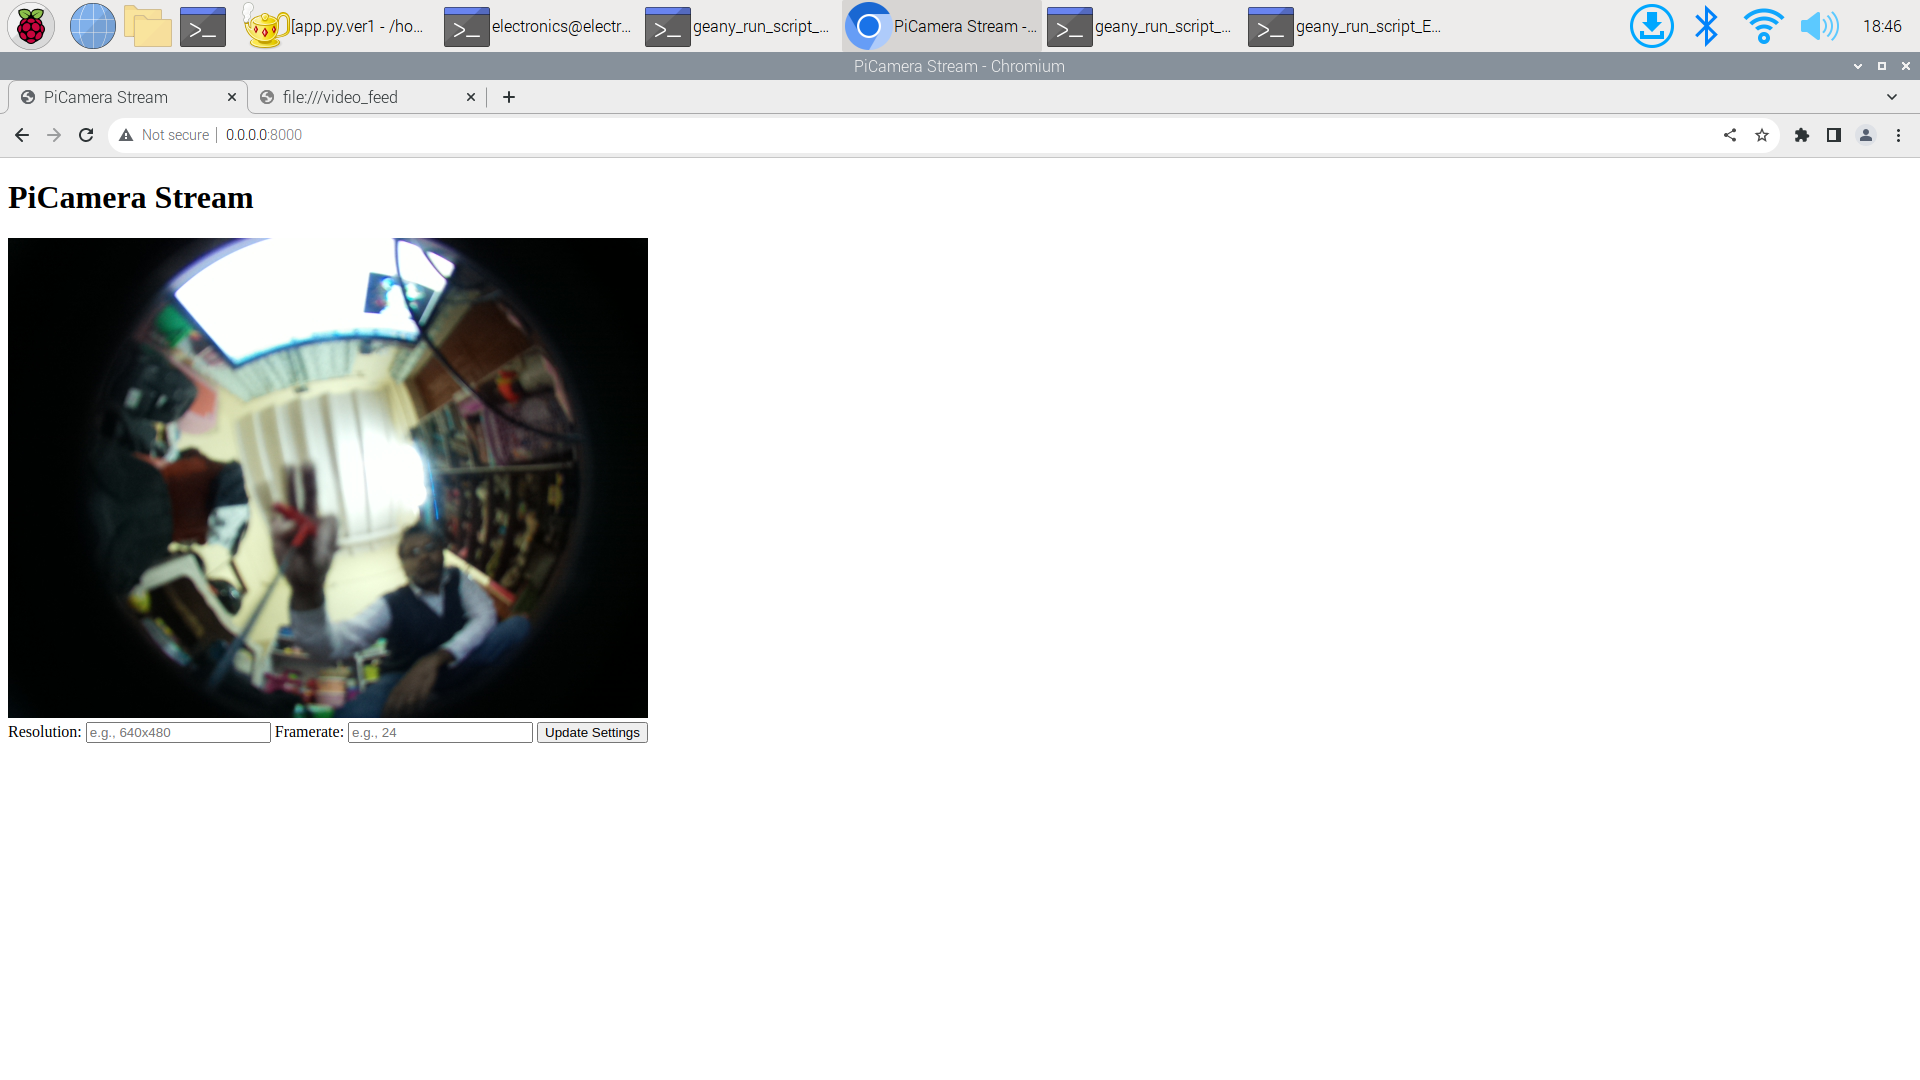 [app.py.ver1 - /ho...
electronics@electr...
geany_run_script_...
PiCamera Stream -...
geany_run_script_...
geany_run_script_E...
18:46
PiCamera Stream - Chromium
PiCamera Stream
file:///video_feed
Not secure
0.0.0.0:8000
PiCamera Stream
Resolution: e.g., 640x480 Framerate: e.g., 24 Update Settings